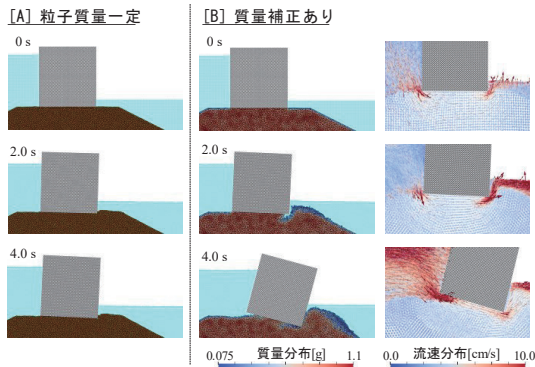 [A] 粒子質量一定
[B] 質量補正あり
0 s
0 s
2.0 s
2.0 s
4.0 s
4.0 s
質量分布[g]
0.075
1.1
流速分布[cm/s]
0.0
10.0